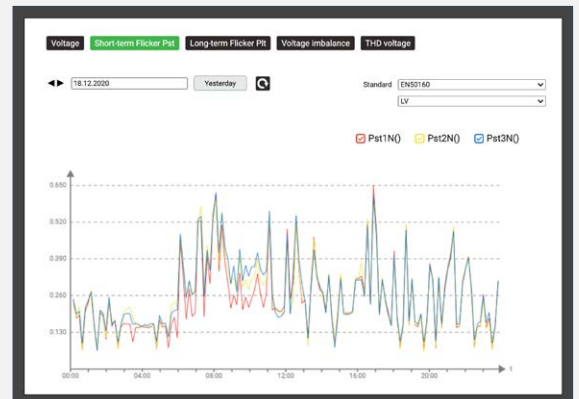 Voltage Short-term Flicker Pst Long-term Flicker Plt Voltage imbalance THD voltage
18.12.2020 Yesterday Standard EN50160
LV
Pst1N() Pst2N() Pst3N()
0.650
0.520
0.390
0.260
0.130
00:00 04:00 08:00 12:00 16:00 20:00 t